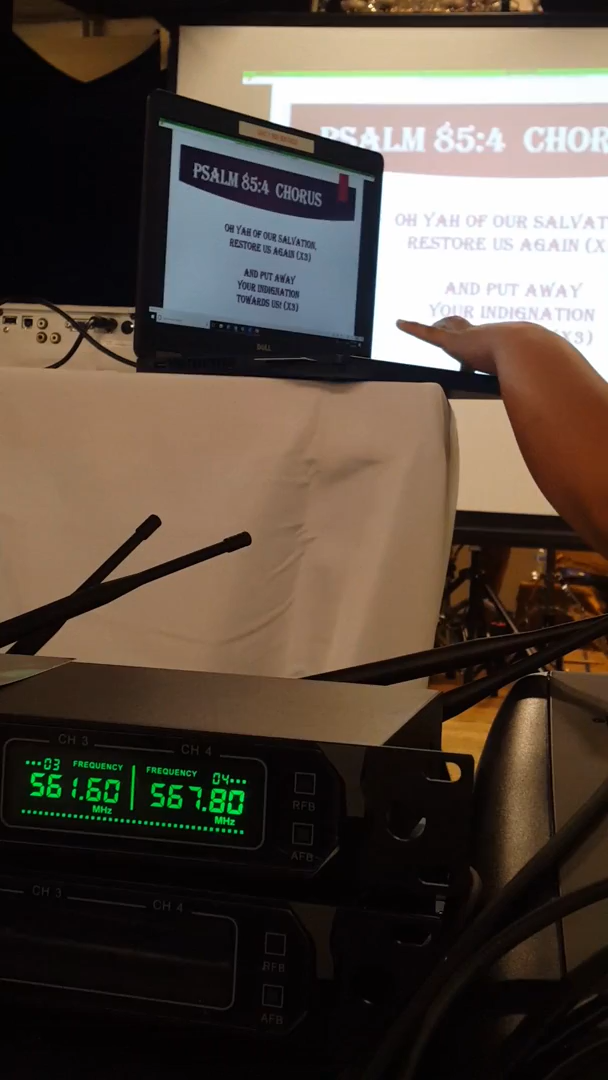 PSALM 85:4 CHORUS
OH YAH OF OUR SALVATION,
RESTORE US AGAIN (X3)
AND PUT AWAY
YOUR INDIGNATION
TOWARDS US! (X3)
DELL
PSALM 85:4 CHOR
OH YAH OF OUR SALVAT
RESTORE US AGAIN (X
AND PUT AWAY
YOUR INDIGNATION
(X3)
CH 3 CH 4
03 FREQUENCY FREQUENCY 04
561.60 567.80
MHz MHz
RFB
AFB
CH 3 CH 4
RFB
AFB